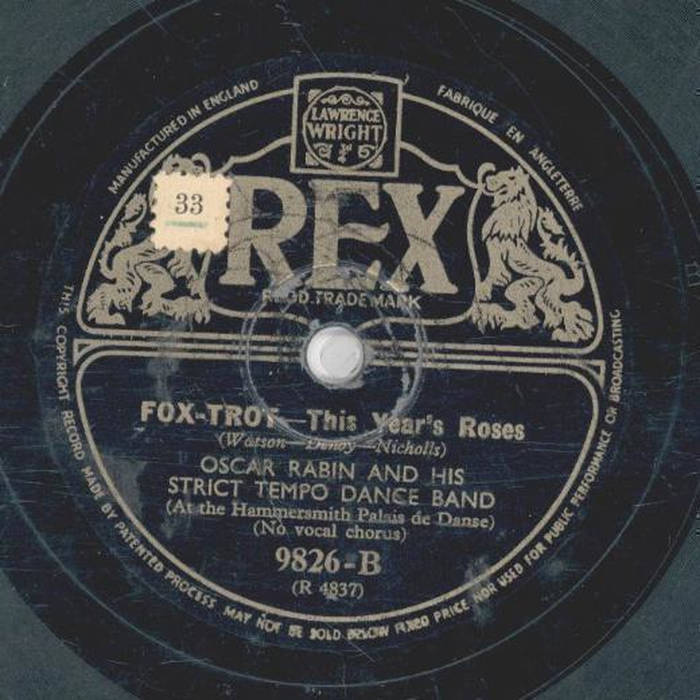 MANUFACTURED IN ENGLAND
FABRIQUE EN ANGLETERRE
LAWRENCE
WRIGHT
33
REX
REGD. TRADE MARK
FOX-TROT—This Year's Roses
(Watson—Denby—Nicholls)
OSCAR RABIN AND HIS
STRICT TEMPO DANCE BAND
(At the Hammersmith Palais de Danse)
(No vocal chorus)
9826-B
(R 4837)
THIS COPYRIGHT RECORD MADE BY PATENTED PROCESS MAY NOT BE SOLD BELOW FIXED PRICE NOR USED FOR PUBLIC PERFORMANCE OR BROADCASTING